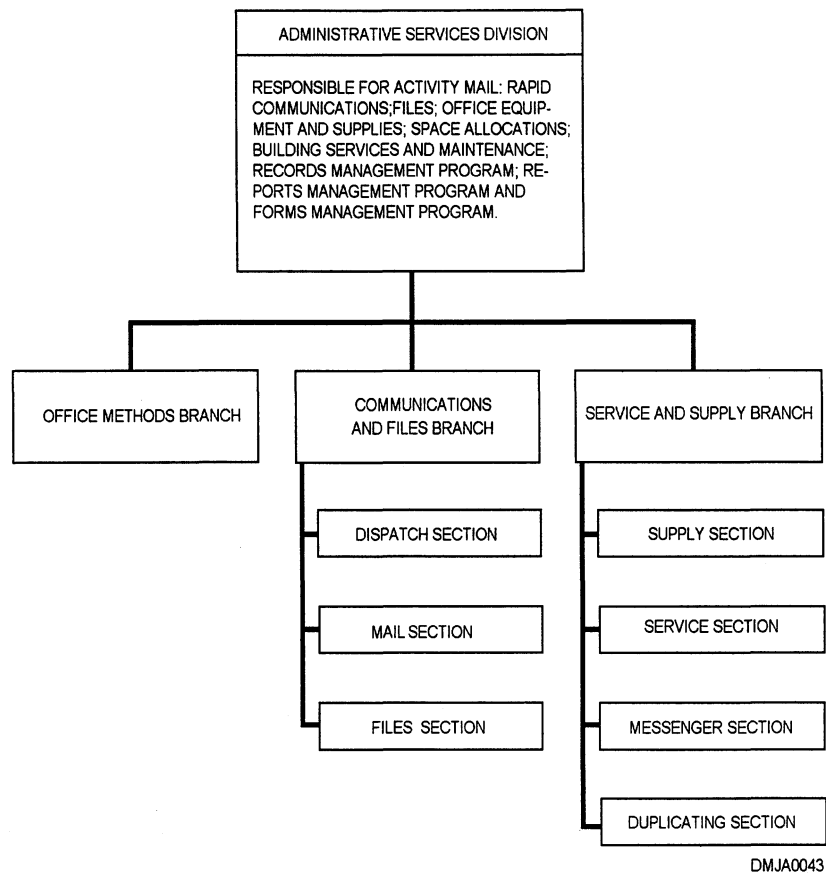 ADMINISTRATIVE SERVICES DIVISION
RESPONSIBLE FOR ACTIVITY MAIL: RAPID
COMMUNICATIONS;FILES; OFFICE EQUIP-
MENT AND SUPPLIES; SPACE ALLOCATIONS;
BUILDING SERVICES AND MAINTENANCE;
RECORDS MANAGEMENT PROGRAM; RE-
PORTS MANAGEMENT PROGRAM AND
FORMS MANAGEMENT PROGRAM.
OFFICE METHODS BRANCH
COMMUNICATIONS
AND FILES BRANCH
DISPATCH SECTION
MAIL SECTION
FILES SECTION
SERVICE AND SUPPLY BRANCH
SUPPLY SECTION
SERVICE SECTION
MESSENGER SECTION
DUPLICATING SECTION
DMJA0043